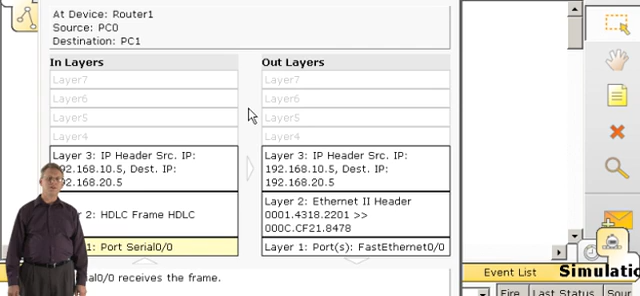 At Device: Router1
Source: PC0
Destination: PC1
In Layers
Out Layers
Layer7
Layer7
Layer6
Layer6
Layer5
Layer5
Layer4
Layer4
Layer 3: IP Header Src. IP:
192.168.10.5, Dest. IP:
192.168.20.5
Layer 3: IP Header Src. IP:
192.168.10.5, Dest. IP:
192.168.20.5
2: HDLC Frame HDLC
Layer 2: Ethernet II Header
0001.4318.2201 >>
000C.CF21.8478
1: Port Serial0/0
Layer 1: Port(s): FastEthernet0/0
ial0/0 receives the frame.
Event List
Simulatio
Fire
Last Status
Sour